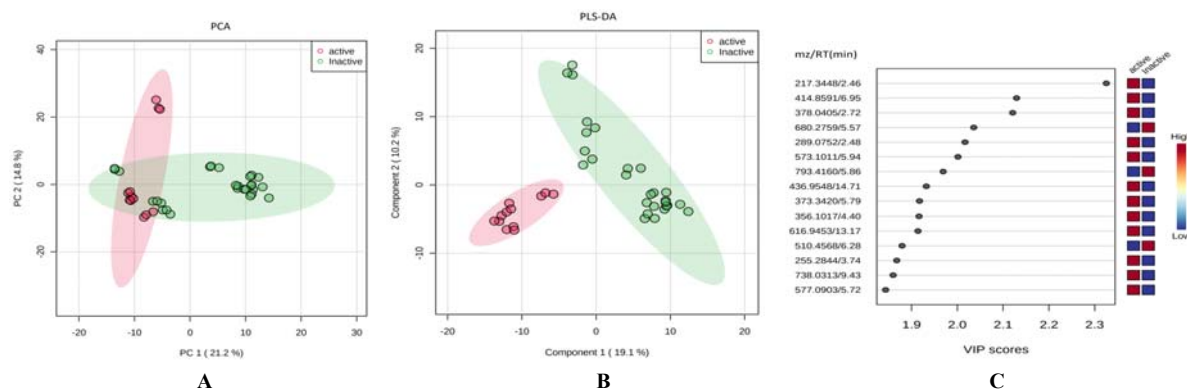 PCA
active
Inactive
40
20
0
-20
-20
-10
0
10
20
30
PC 2 ( 14.8 %)
PC 1 ( 21.2 %)
A
PLS-DA
active
Inactive
20
10
0
-10
-20
-10
0
10
20
Component 2 ( 10.2 %)
Component 1 ( 19.1 %)
B
mz/RT(min)
active
Inactive
217.3448/2.46
414.8591/6.95
378.0405/2.72
680.2759/5.57
289.0752/2.48
573.1011/5.94
793.4160/5.86
436.9548/14.71
373.3420/5.79
356.1017/4.40
616.9453/13.17
510.4568/6.28
255.2844/3.74
738.0313/9.43
577.0903/5.72
High
Low
1.9
2.0
2.1
2.2
2.3
VIP scores
C